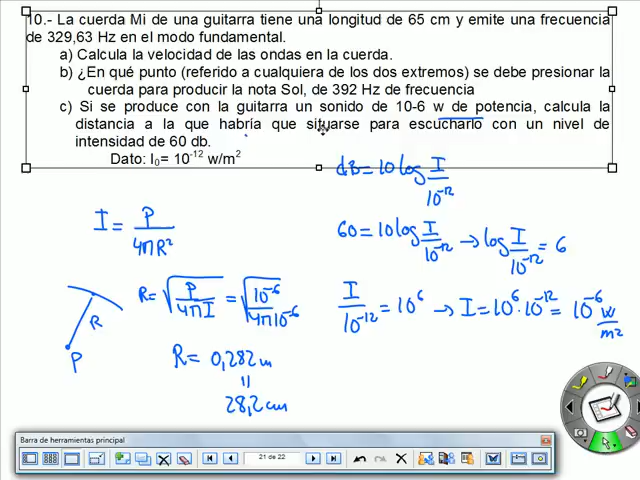 10.- La cuerda Mi de una guitarra tiene una longitud de 65 cm y emite una frecuencia
de 329,63 Hz en el modo fundamental.
a) Calcula la velocidad de las ondas en la cuerda.
b) ¿En qué punto (referido a cualquiera de los dos extremos) se debe presionar la
cuerda para producir la nota Sol, de 392 Hz de frecuencia
c) Si se produce con la guitarra un sonido de 10-6 w de potencia, calcula la
distancia a la que habría que situarse para escucharlo con un nivel de
intensidad de 60 db.
Dato: I₀= 10⁻¹² w/m²
dB = 10 log I/10⁻¹²
I = P/4πR²
60 = 10 log I/10⁻¹² → log I/10⁻¹² = 6
R = √(P/4πI) = √(10⁻⁶/4π10⁻⁶)
I/10⁻¹² = 10⁶ → I = 10⁶ · 10⁻¹² = 10⁻⁶ w/m²
R
P
R = 0,282 m
=
28,2 cm
Barra de herramientas principal
21 de 22